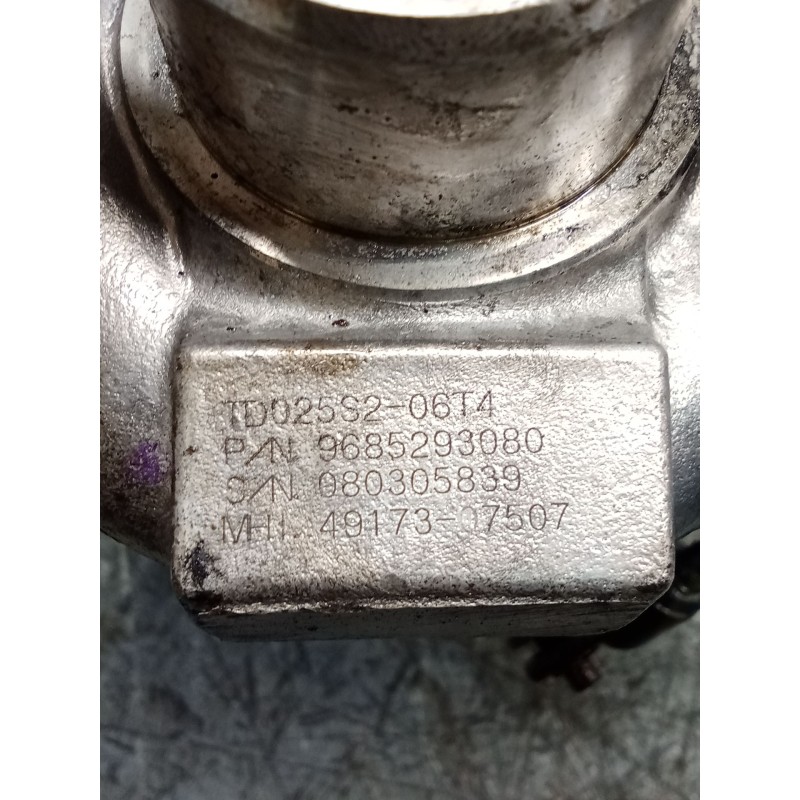 TD025S2-06T4
P/N. 9685293080
S/N. 080305839
MHI. 49173-07507